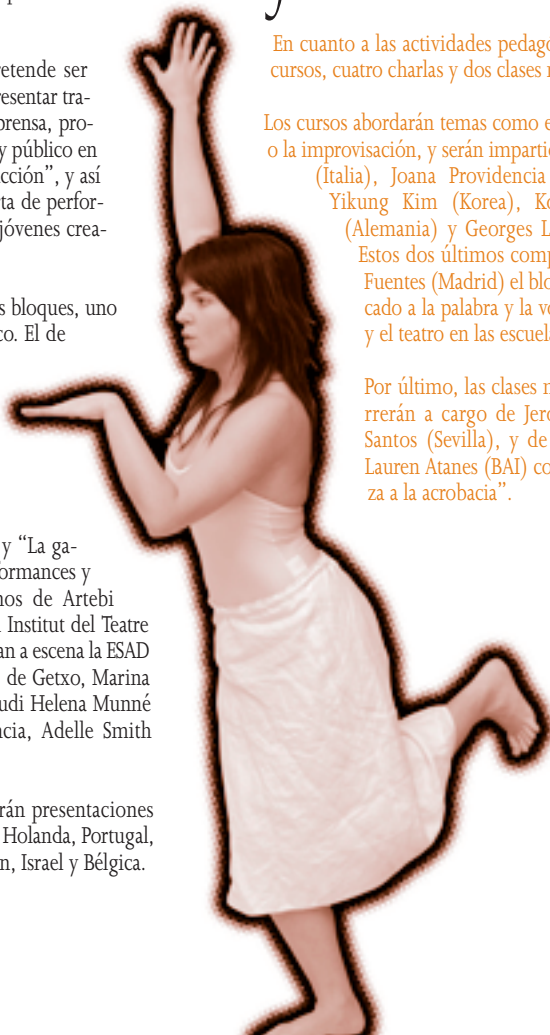 etende ser
esentar tra-
prensa, pro-
y público en
cción”, y así
ta de perfor-
jóvenes crea-
s bloques, uno
co. El de
y “La ga-
formances y
nos de Artebi
l Institut del Teatre
an a escena la ESAD
de Getxo, Marina
udi Helena Munné
ncia, Adelle Smith
rán presentaciones
Holanda, Portugal,
n, Israel y Bélgica.
En cuanto a las actividades pedago
cursos, cuatro charlas y dos clases
Los cursos abordarán temas como e
o la improvisación, y serán impartid
(Italia), Joana Providencia
Yikung Kim (Korea), Ko
(Alemania) y Georges L
Estos dos últimos comp
Fuentes (Madrid) el blo
cado a la palabra y la vo
y el teatro en las escuela
Por último, las clases
rrerán a cargo de Jero
Santos (Sevilla), y de
Lauren Atanes (BAI) co
za a la acrobacia”.